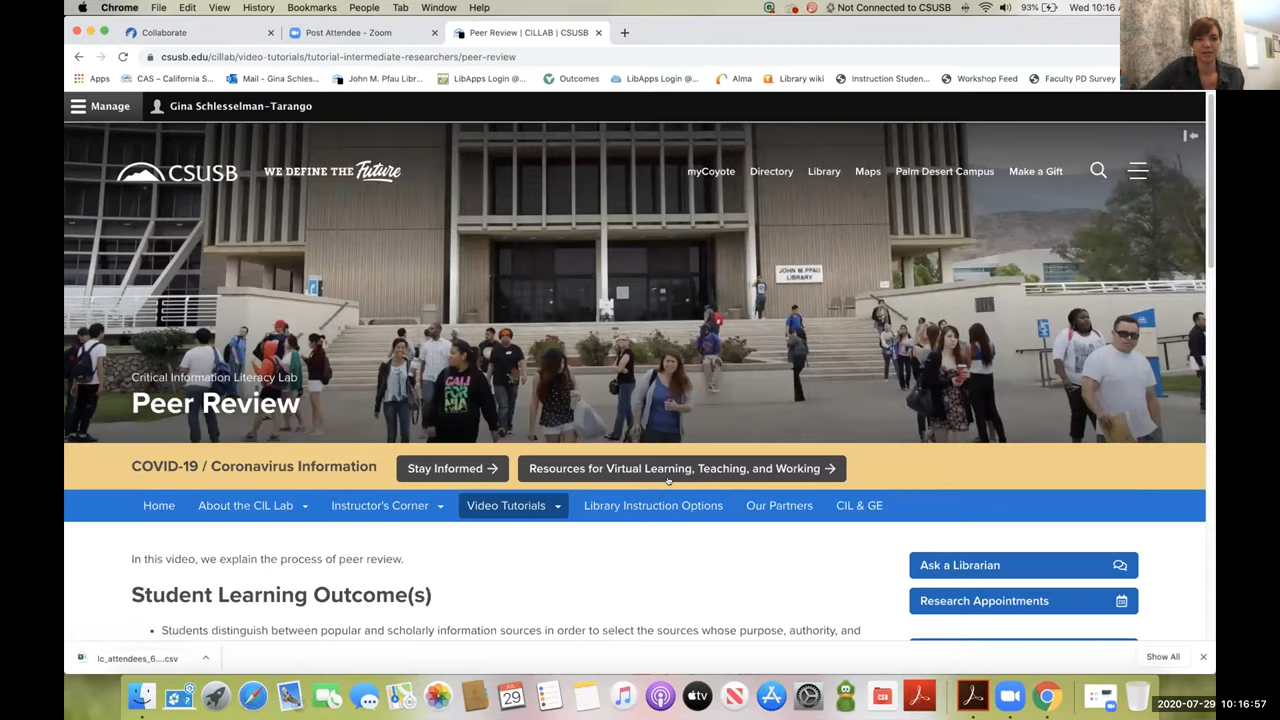 Chrome File Edit View History Bookmarks People Tab Window Help Not Connected to CSUSB 93% Wed 10:16 A
Collaborate Post Attendee - Zoom Peer Review | CILLAB | CSUSB
csusb.edu/cillab/video-tutorials/tutorial-intermediate-researchers/peer-review
Apps CAS – California S... Mail - Gina Schles... John M. Pfau Libr... LibApps Login @... Outcomes LibApps Login @... Alma Library wiki Instruction Studen... Workshop Feed Faculty PD Survey
Manage Gina Schlesselman-Tarango
CSUSB WE DEFINE THE Future myCoyote Directory Library Maps Palm Desert Campus Make a Gift
JOHN M. PFAU
LIBRARY
CALI
FOR
NIA
Critical Information Literacy Lab
Peer Review
COVID-19 / Coronavirus Information Stay Informed Resources for Virtual Learning, Teaching, and Working
Home About the CIL Lab Instructor's Corner Video Tutorials Library Instruction Options Our Partners CIL & GE
In this video, we explain the process of peer review.
Ask a Librarian
Student Learning Outcome(s)
Research Appointments
• Students distinguish between popular and scholarly information sources in order to select the sources whose purpose, authority, and
lc_attendees_6....csv Show All
JUL
29
tv
2020-07-29 10:16:57